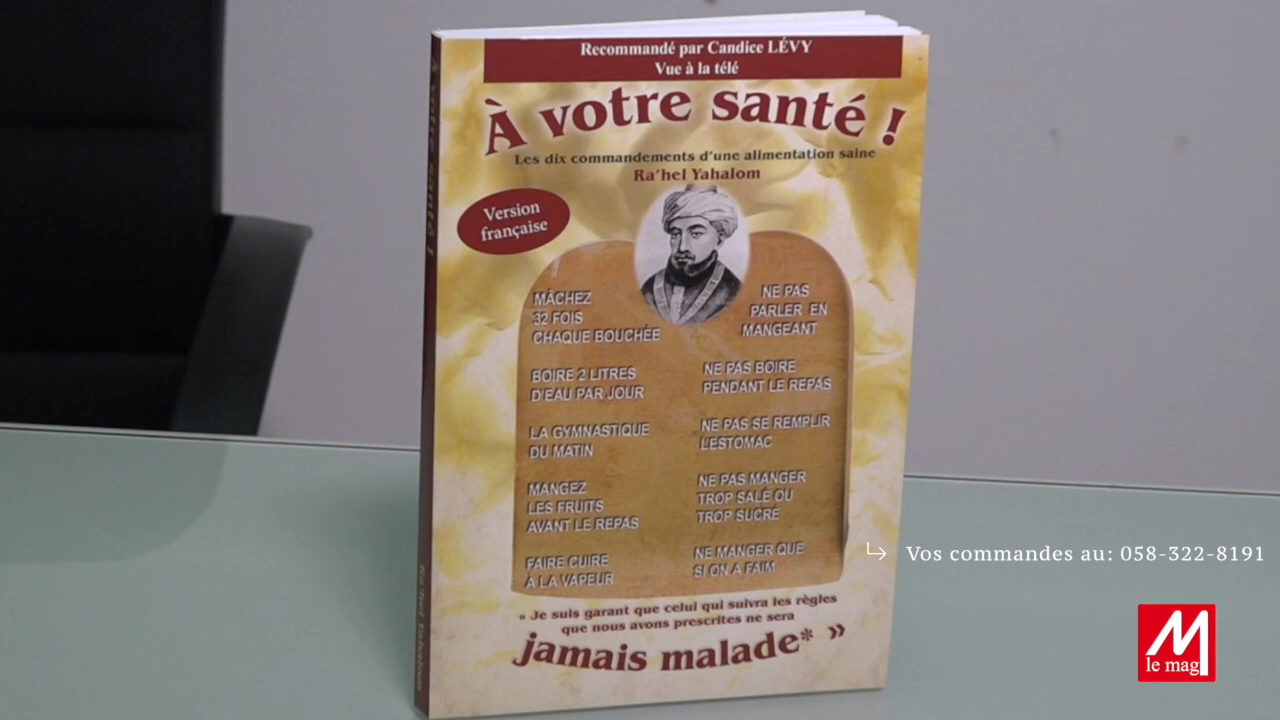 Recommandé par Candice LÉVY
Vue à la télé
À votre santé !
Les dix commandements d'une alimentation saine
Ra'hel Yahalom
Version
française
MÂCHEZ
32 FOIS
CHAQUE BOUCHÉE
BOIRE 2 LITRES
D'EAU PAR JOUR
LA GYMNASTIQUE
DU MATIN
MANGEZ
LES FRUITS
AVANT LE REPAS
FAIRE CUIRE
À LA VAPEUR
NE PAS
PARLER EN
MANGEANT
NE PAS BOIRE
PENDANT LE REPAS
NE PAS SE REMPLIR
L'ESTOMAC
NE PAS MANGER
TROP SALÉ OU
TROP SUCRÉ
NE MANGER QUE
SI ON A FAIM
« Je suis garant que celui qui suivra les règles
que nous avons prescrites ne sera
jamais malade* »
À votre santé !
Ra'hel Yahalom
Vos commandes au: 058-322-8191
M
le mag